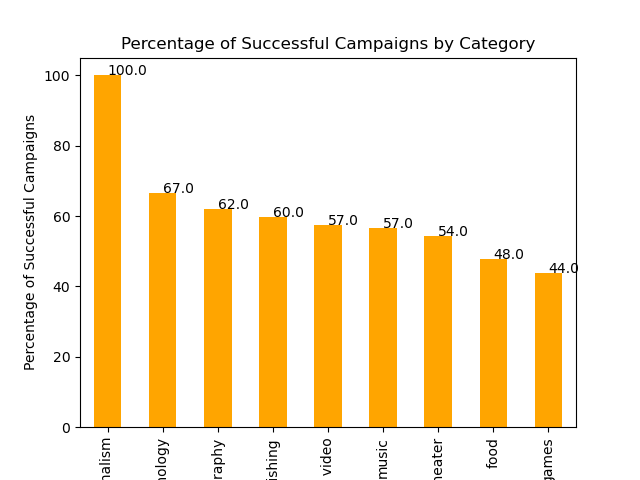 Percentage of Successful Campaigns by Category
Percentage of Successful Campaigns
100
80
60
40
20
0
100.0
67.0
62.0
60.0
57.0
57.0
54.0
48.0
44.0
nalism
nology
raphy
ishing
video
music
heater
food
games